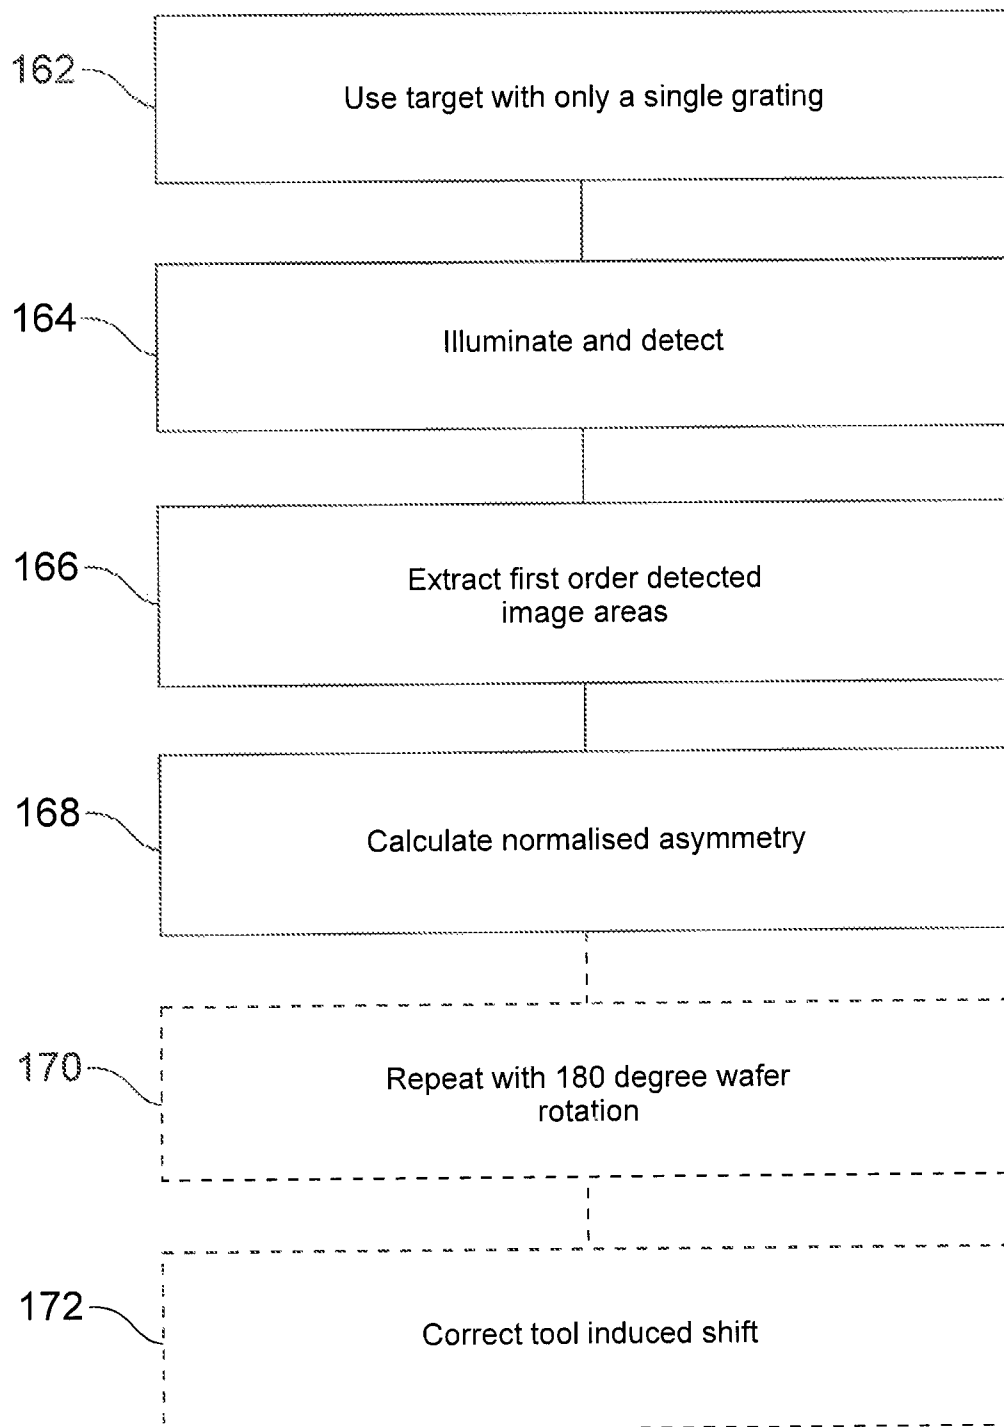 162
Use target with only a single grating
164
Illuminate and detect
166
Extract first order detected
image areas
168
Calculate normalised asymmetry
170
Repeat with 180 degree wafer
rotation
172
Correct tool induced shift